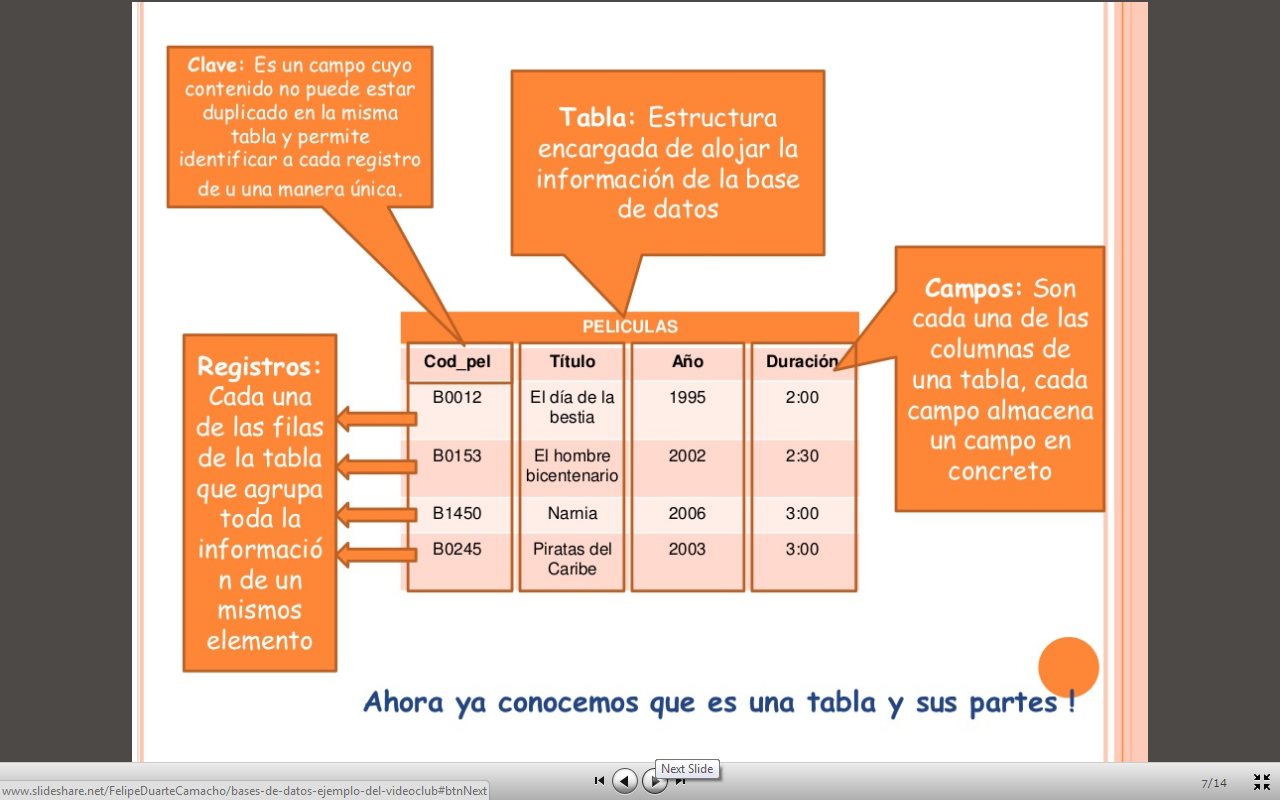 Clave: Es un campo cuyo
contenido no puede estar
duplicado en la misma
tabla y permite
identificar a cada registro
de u una manera única.
Tabla: Estructura
encargada de alojar la
información de la base
de datos
Campos: Son
cada una de las
columnas de
una tabla, cada
campo almacena
un campo en
concreto
Registros:
Cada una
de las filas
de la tabla
que agrupa
toda la
informació
n de un
mismos
elemento
PELICULAS
Cod_pel Título Año Duración
B0012 El día de la 1995 2:00
bestia
B0153 El hombre 2002 2:30
bicentenario
B1450 Narnia 2006 3:00
B0245 Piratas del 2003 3:00
Caribe
Ahora ya conocemos que es una tabla y sus partes !
Next Slide
7/14
www.slideshare.net/FelipeDuarteCamacho/bases-de-datos-ejemplo-del-videoclub#btnNext